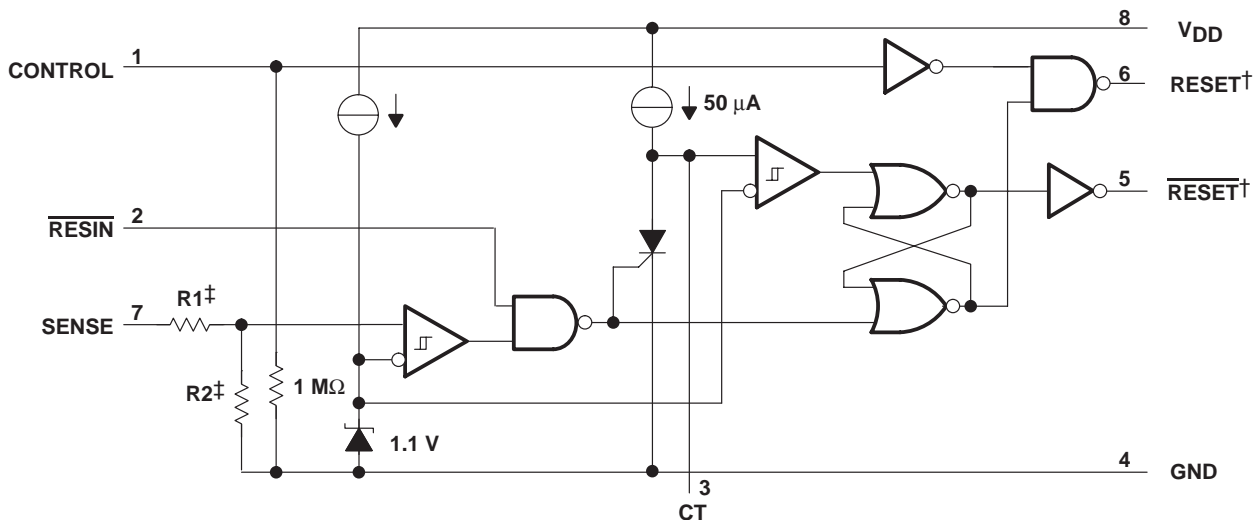 8
VDD
CONTROL
1
6
RESET†
50 μA
5
RESET†
RESIN
2
SENSE
7
R1‡
R2‡
1 MΩ
1.1 V
4
GND
3
CT